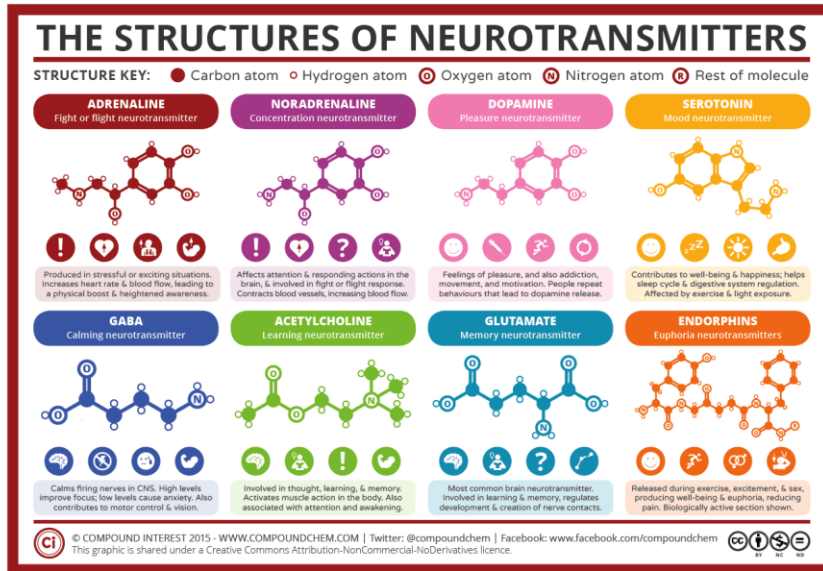 THE STRUCTURES OF NEUROTRANSMITTERS
STRUCTURE KEY: Carbon atom Hydrogen atom O Oxygen atom N Nitrogen atom R Rest of molecule
ADRENALINE
Fight or flight neurotransmitter
Produced in stressful or exciting situations.
Increases heart rate & blood flow, leading to
a physical boost & heightened awareness.
NORADRENALINE
Concentration neurotransmitter
Affects attention & responding actions in the
brain, & involved in fight or flight response.
Contracts blood vessels, increasing blood flow.
DOPAMINE
Pleasure neurotransmitter
Feelings of pleasure, and also addiction,
movement, and motivation. People repeat
behaviours that lead to dopamine release.
SEROTONIN
Mood neurotransmitter
Contributes to well-being & happiness; helps
sleep cycle & digestive system regulation.
Affected by exercise & light exposure.
GABA
Calming neurotransmitter
Calms firing nerves in CNS. High levels
improve focus; low levels cause anxiety. Also
contributes to motor control & vision.
ACETYLCHOLINE
Learning neurotransmitter
Involved in thought, learning, & memory.
Activates muscle action in the body. Also
associated with attention and awakening.
GLUTAMATE
Memory neurotransmitter
Most common brain neurotransmitter.
Involved in learning & memory, regulates
development & creation of nerve contacts.
ENDORPHINS
Euphoria neurotransmitters
Released during exercise, excitement, & sex,
producing well-being & euphoria, reducing
pain. Biologically active section shown.
Ci
© COMPOUND INTEREST 2015 - WWW.COMPOUNDCHEM.COM | Twitter: @compoundchem | Facebook: www.facebook.com/compoundchem
This graphic is shared under a Creative Commons Attribution-NonCommercial-NoDerivatives licence.
CC BY NC ND